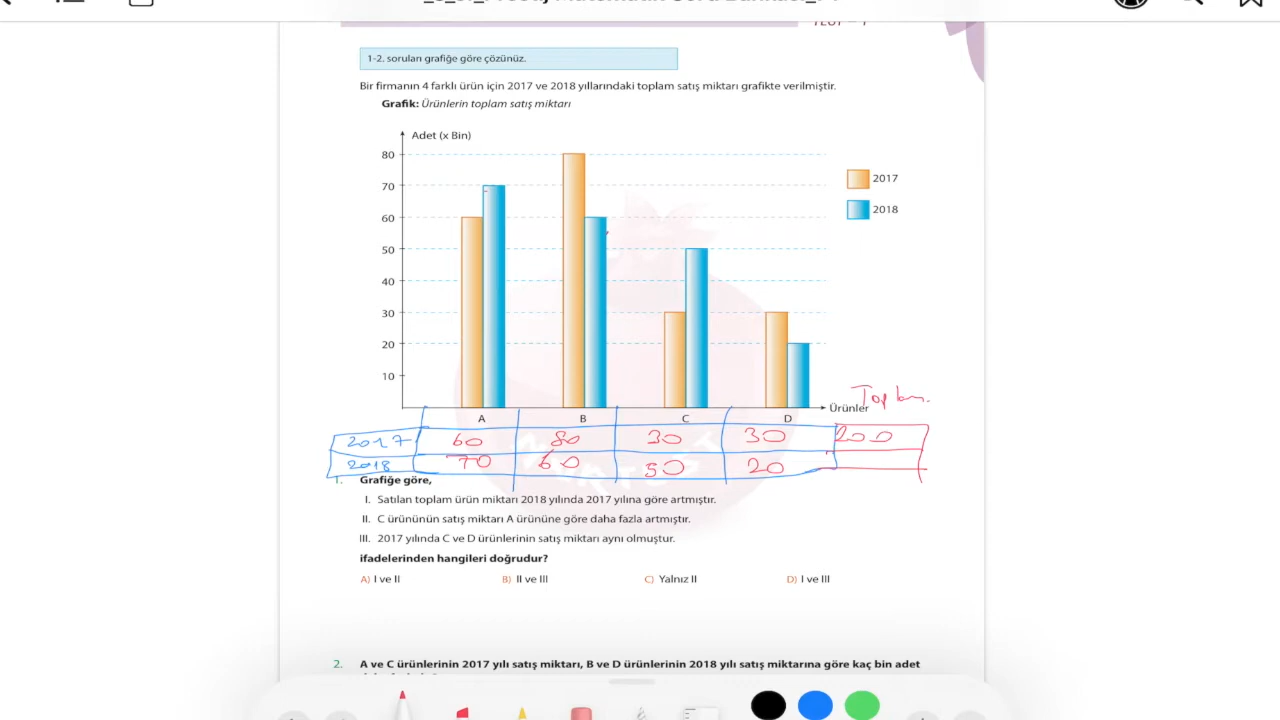 1-2. soruları grafiğe göre çözünüz.
Bir firmanın 4 farklı ürün için 2017 ve 2018 yıllarındaki toplam satış miktarı grafikte verilmiştir.
Grafik: Ürünlerin toplam satış miktarı
Adet (x Bin)
80
70
60
50
40
30
20
10
2017
2018
Toplam.
Ürünler
A B C D
2017 60 80 30 30 200
2018 70 60 50 20
1. Grafiğe göre,
I. Satılan toplam ürün miktarı 2018 yılında 2017 yılına göre artmıştır.
II. C ürününün satış miktarı A ürününe göre daha fazla artmıştır.
III. 2017 yılında C ve D ürünlerinin satış miktarı aynı olmuştur.
ifadelerinden hangileri doğrudur?
A) I ve II B) II ve III C) Yalnız II D) I ve III
2. A ve C ürünlerinin 2017 yılı satış miktarı, B ve D ürünlerinin 2018 yılı satış miktarına göre kaç bin adet